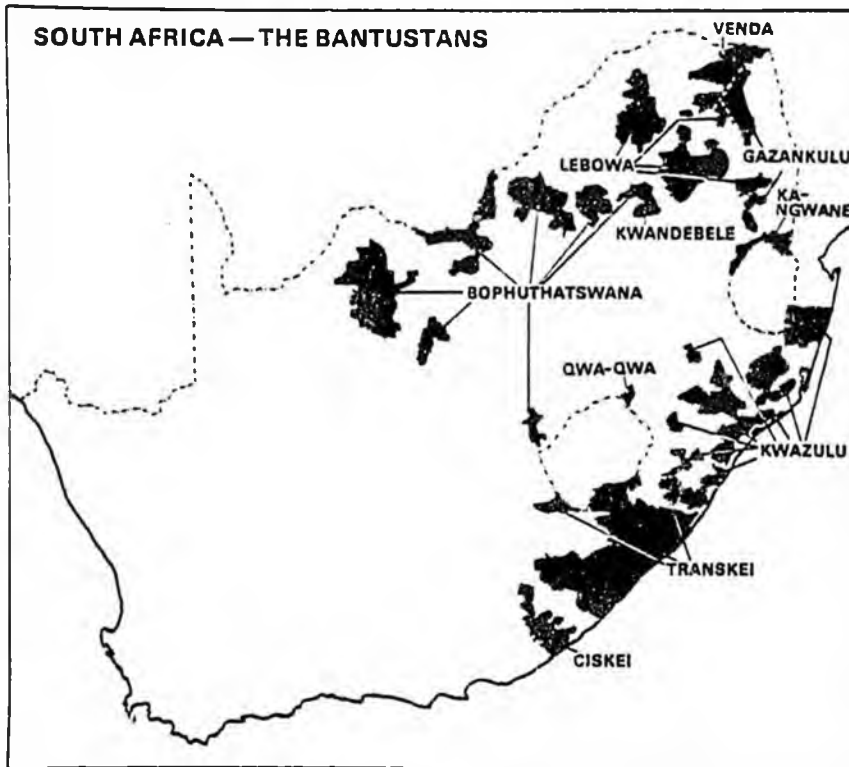 SOUTH AFRICA — THE BANTUSTANS
VENDA
LEBOWA
GAZANKULU
KA-
NGWANE
KWANDEBELE
BOPHUTHATSWANA
QWA-QWA
KWAZULU
TRANSKEI
CISKEI